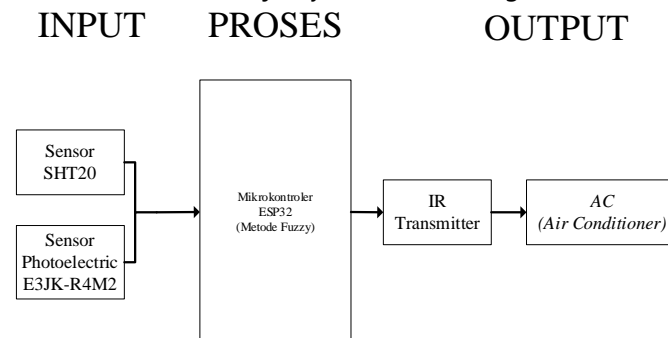 INPUT PROSES OUTPUT
Sensor
SHT20
Sensor
Photoelectric
E3JK-R4M2
Mikrokontroler
ESP32
(Metode Fuzzy)
IR
Transmitter
AC
(Air Conditioner)